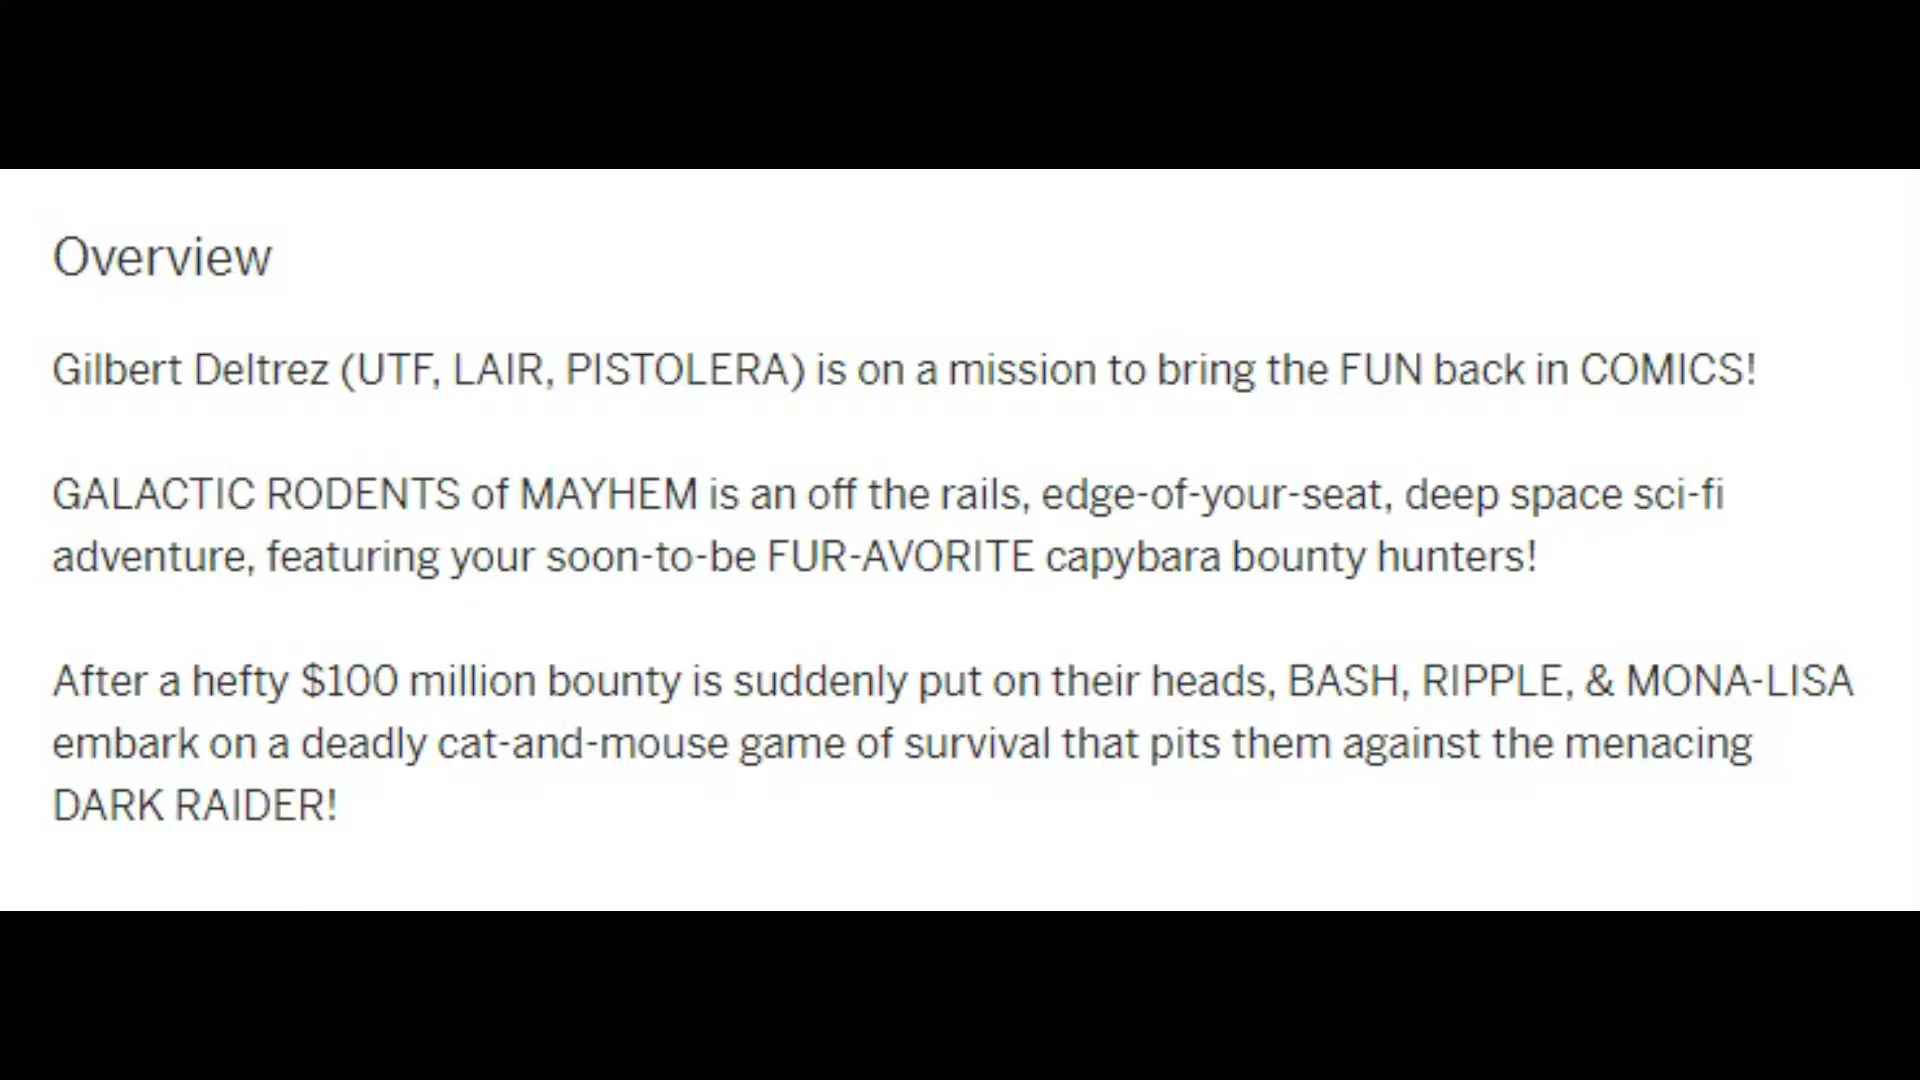 Overview
Gilbert Deltrez (UTF, LAIR, PISTOLERA) is on a mission to bring the FUN back in COMICS!
GALACTIC RODENTS of MAYHEM is an off the rails, edge-of-your-seat, deep space sci-fi
adventure, featuring your soon-to-be FUR-AVORITE capybara bounty hunters!
After a hefty $100 million bounty is suddenly put on their heads, BASH, RIPPLE, & MONA-LISA
embark on a deadly cat-and-mouse game of survival that pits them against the menacing
DARK RAIDER!